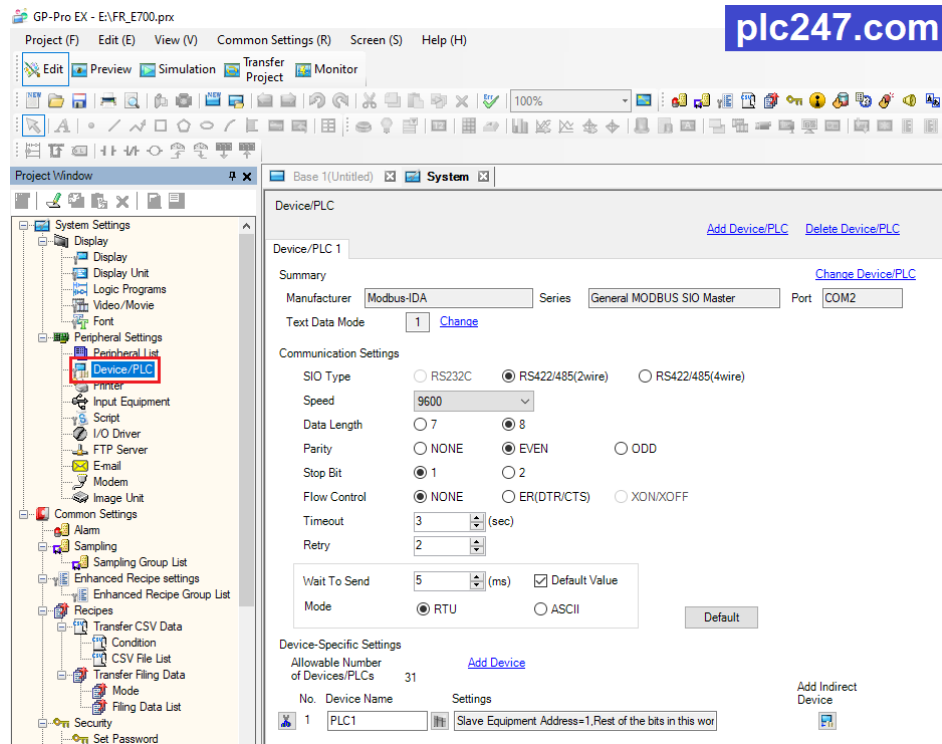 GP-Pro EX - E:\FR_E700.prx
plc247.com
Project (F) Edit (E) View (V) Common Settings (R) Screen (S) Help (H)
Edit Preview Simulation Transfer Project Monitor
100%
Project Window
Base 1(Untitled) System
System Settings
Display
Display
Display Unit
Logic Programs
Video/Movie
Font
Peripheral Settings
Peripheral List
Device/PLC
Printer
Input Equipment
Script
I/O Driver
FTP Server
E-mail
Modem
Image Unit
Common Settings
Alarm
Sampling
Sampling Group List
Enhanced Recipe settings
Enhanced Recipe Group List
Recipes
Transfer CSV Data
Condition
CSV File List
Transfer Filing Data
Mode
Filing Data List
Security
Set Password
Device/PLC
Add Device/PLC Delete Device/PLC
Device/PLC 1
Summary Change Device/PLC
Manufacturer Modbus-IDA Series General MODBUS SIO Master Port COM2
Text Data Mode 1 Change
Communication Settings
SIO Type RS232C RS422/485(2wire) RS422/485(4wire)
Speed 9600
Data Length 7 8
Parity NONE EVEN ODD
Stop Bit 1 2
Flow Control NONE ER(DTR/CTS) XON/XOFF
Timeout 3 (sec)
Retry 2
Wait To Send 5 (ms) Default Value
Mode RTU ASCII
Default
Device-Specific Settings
Allowable Number of Devices/PLCs 31 Add Device
No. Device Name Settings Add Indirect Device
1 PLC1 Slave Equipment Address=1,Rest of the bits in this wor